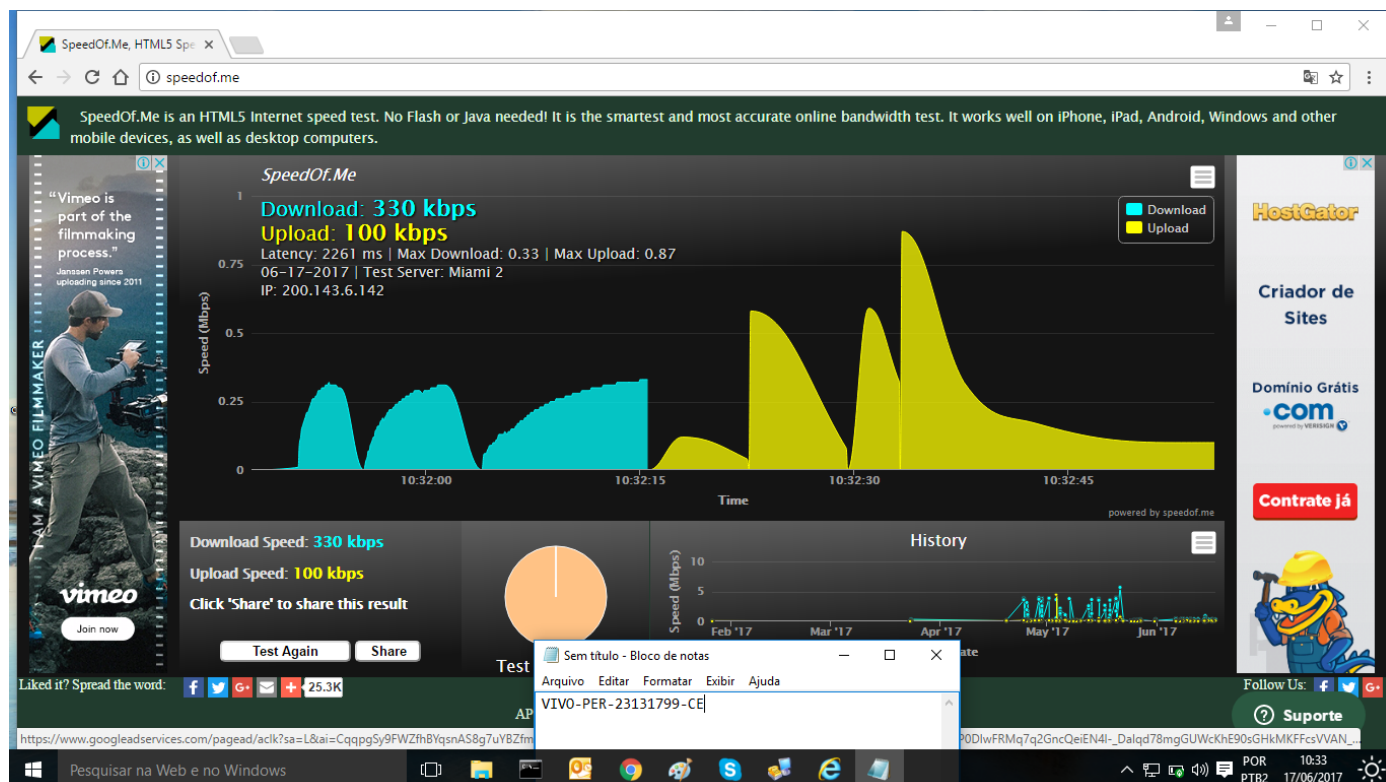 SpeedOf.Me, HTML5 Spe
speedof.me
SpeedOf.Me is an HTML5 Internet speed test. No Flash or Java needed! It is the smartest and most accurate online bandwidth test. It works well on iPhone, iPad, Android, Windows and other
mobile devices, as well as desktop computers.
“Vimeo is
part of the
filmmaking
process.”
Janssen Powers
uploading since 2011
I AM A VIMEO FILMMAKER
vimeo
Join now
SpeedOf.Me
Download: 330 kbps
Upload: 100 kbps
Latency: 2261 ms | Max Download: 0.33 | Max Upload: 0.87
06-17-2017 | Test Server: Miami 2
IP: 200.143.6.142
Download
Upload
Speed (Mbps)
1
0.75
0.5
0.25
0
10:32:00 10:32:15 10:32:30 10:32:45
Time
powered by speedof.me
HostGator
Criador de
Sites
Domínio Grátis
.com
powered by VERISIGN
Contrate já
Download Speed: 330 kbps
Upload Speed: 100 kbps
Click 'Share' to share this result
Test Again Share
Test
History
Speed (Mbps)
10
5
0
Feb '17 Mar '17 Apr '17 May '17 Jun '17
ate
Sem título - Bloco de notas
Arquivo Editar Formatar Exibir Ajuda
VIVO-PER-23131799-CE
Liked it? Spread the word: 25.3K
AP
Follow Us:
Suporte
Pesquisar na Web e no Windows
POR
PTB2
10:33
17/06/2017